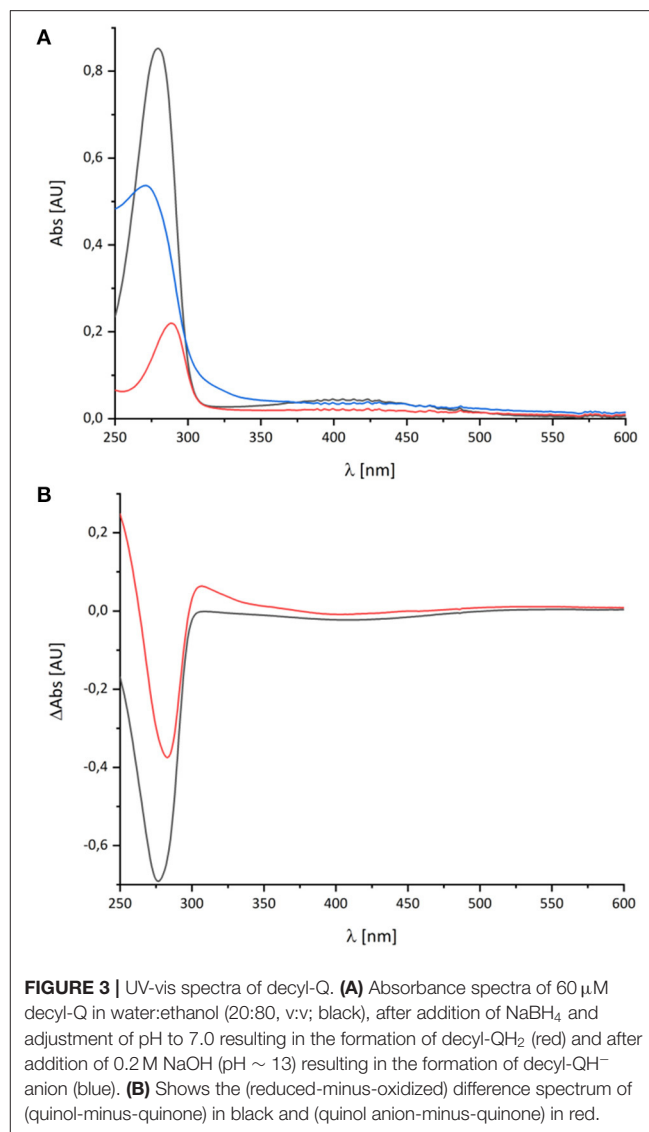 A
0,8
0,6
0,4
0,2
0,0
Abs [AU]
250 300 350 400 450 500 550 600
λ [nm]
B
0,2
0,0
-0,2
-0,4
-0,6
ΔAbs [AU]
250 300 350 400 450 500 550 600
λ [nm]
FIGURE 3 | UV-vis spectra of decyl-Q. (A) Absorbance spectra of 60 μM
decyl-Q in water:ethanol (20:80, v:v; black), after addition of NaBH₄ and
adjustment of pH to 7.0 resulting in the formation of decyl-QH₂ (red) and after
addition of 0.2 M NaOH (pH ∼ 13) resulting in the formation of decyl-QH⁻
anion (blue). (B) Shows the (reduced-minus-oxidized) difference spectrum of
(quinol-minus-quinone) in black and (quinol anion-minus-quinone) in red.